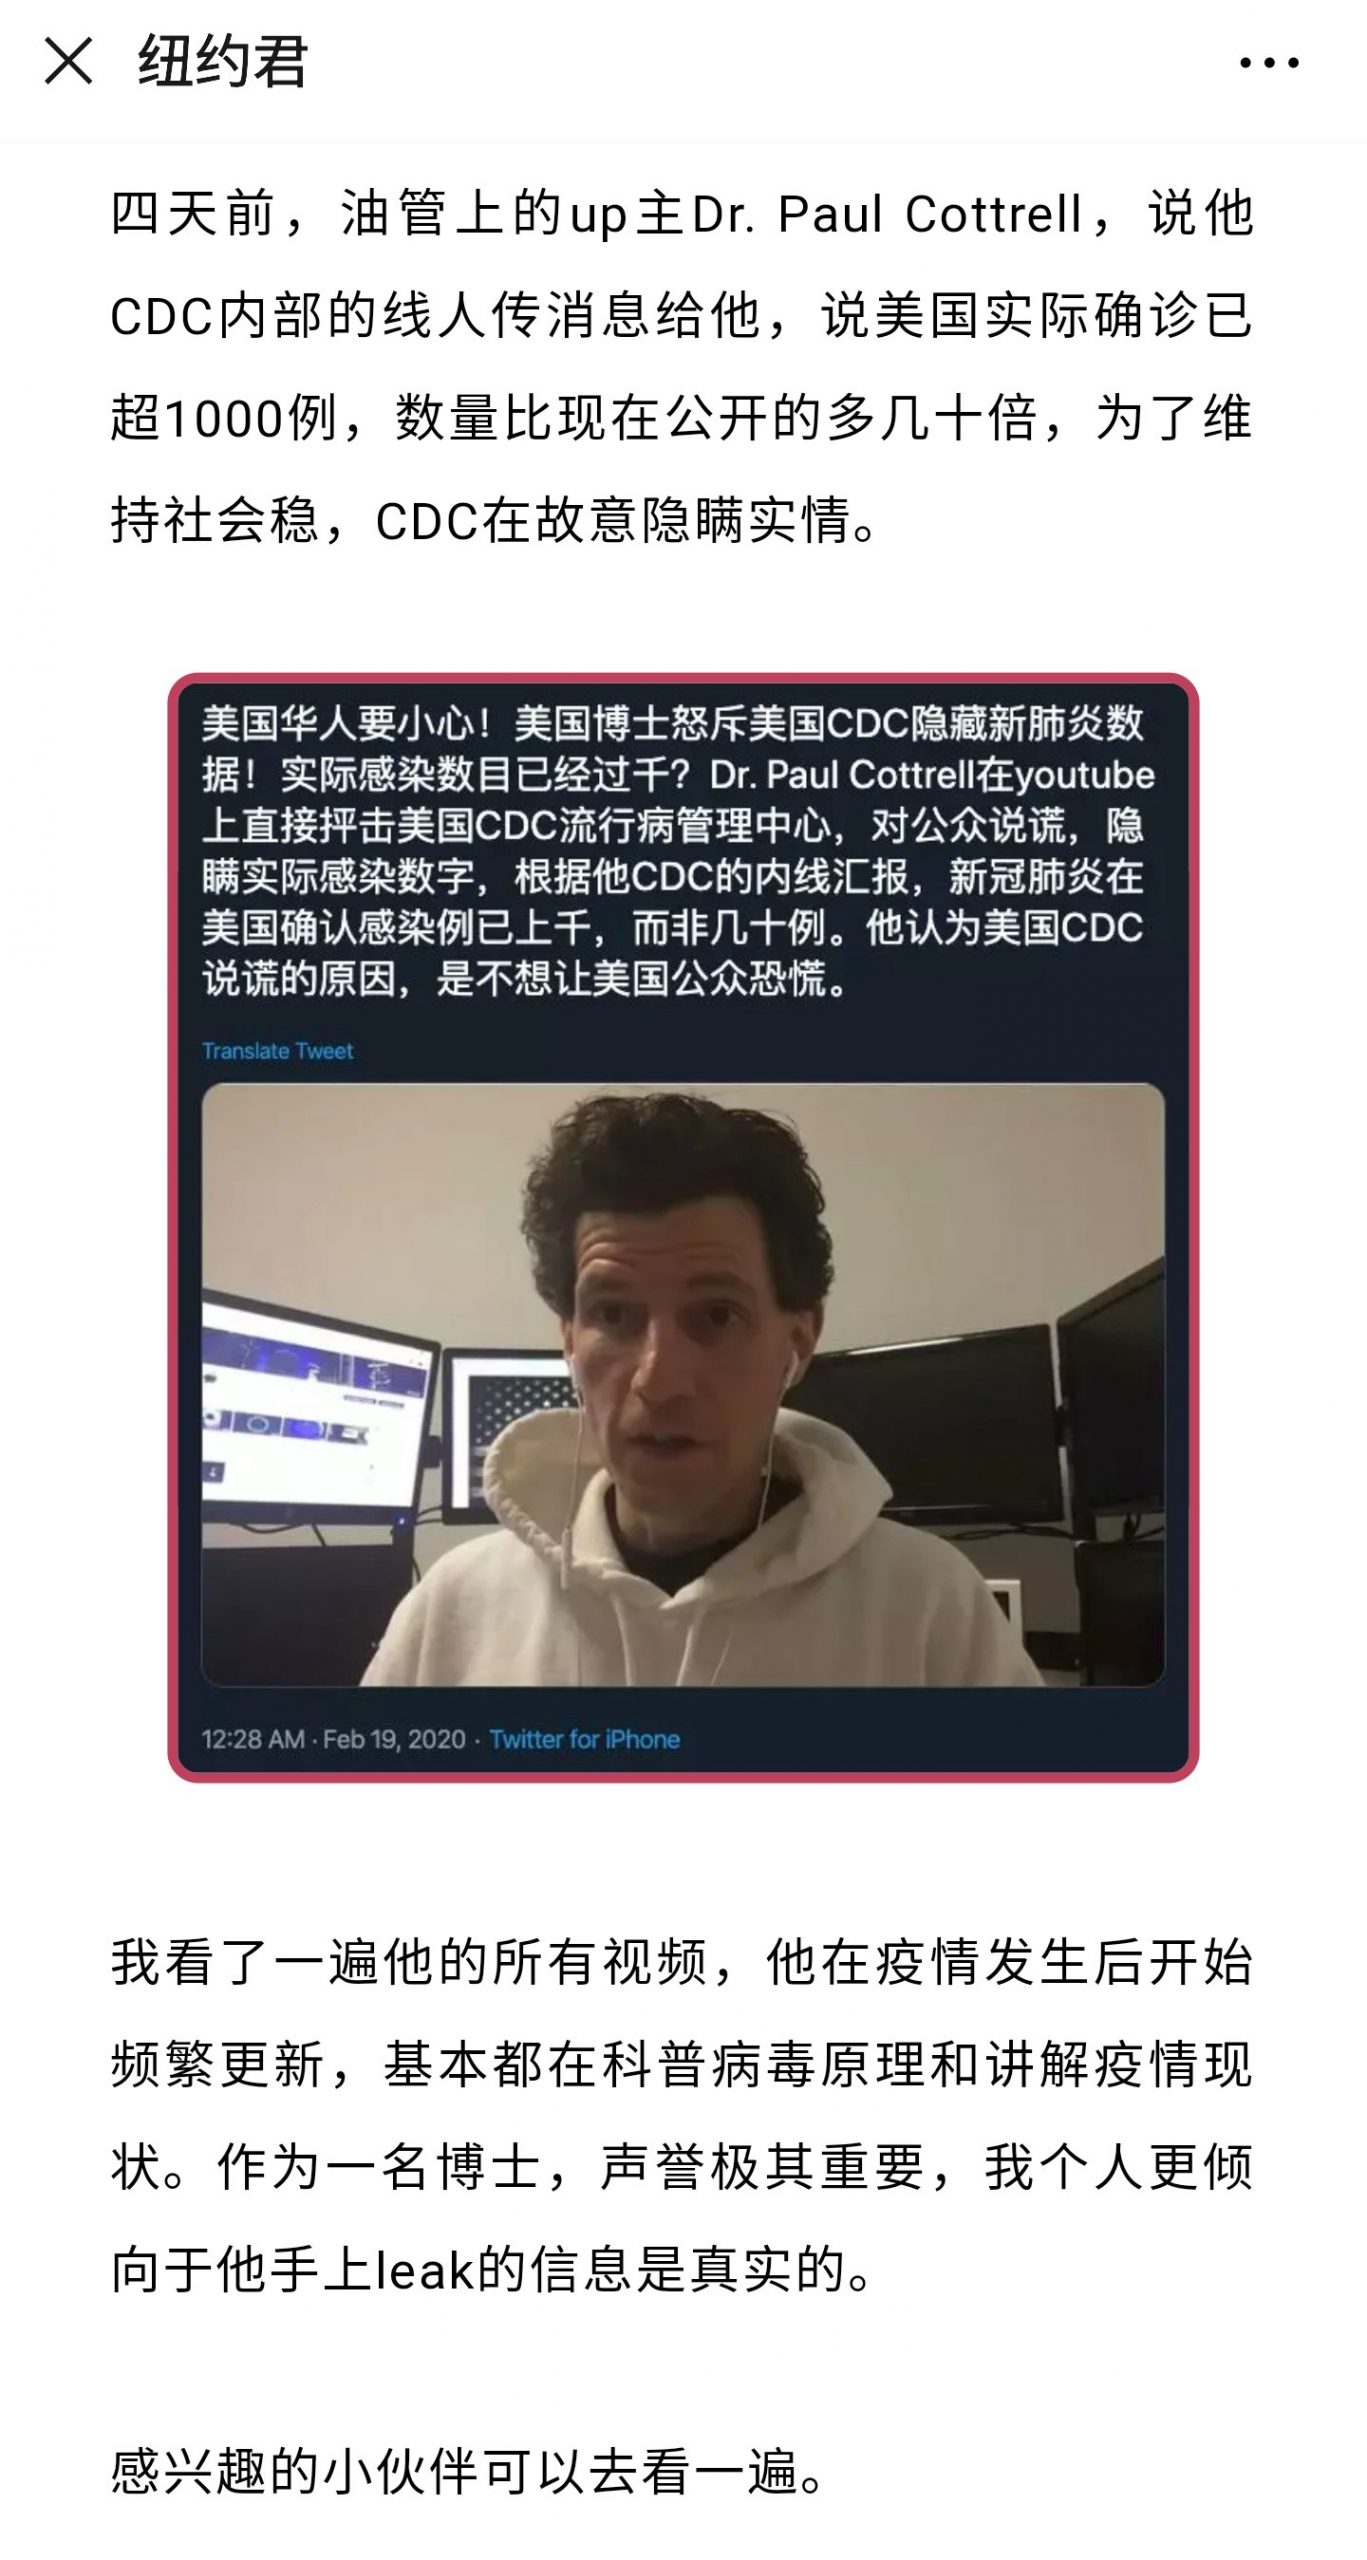 纽约君
四天前，油管上的up主Dr. Paul Cottrell，说他
CDC内部的线人传消息给他，说美国实际确诊已
超1000例，数量比现在公开的多几十倍，为了维
持社会稳，CDC在故意隐瞒实情。
美国华人要小心！美国博士怒斥美国CDC隐藏新肺炎数
据！实际感染数目已经过千？Dr. Paul Cottrell在youtube
上直接抨击美国CDC流行病管理中心，对公众说谎，隐
瞒实际感染数字，根据他CDC的内线汇报，新冠肺炎在
美国确认感染例已上千，而非几十例。他认为美国CDC
说谎的原因，是不想让美国公众恐慌。
Translate Tweet
12:28 AM · Feb 19, 2020 · Twitter for iPhone
我看了一遍他的所有视频，他在疫情发生后开始
频繁更新，基本都在科普病毒原理和讲解疫情现
状。作为一名博士，声誉极其重要，我个人更倾
向于他手上leak的信息是真实的。
感兴趣的小伙伴可以去看一遍。